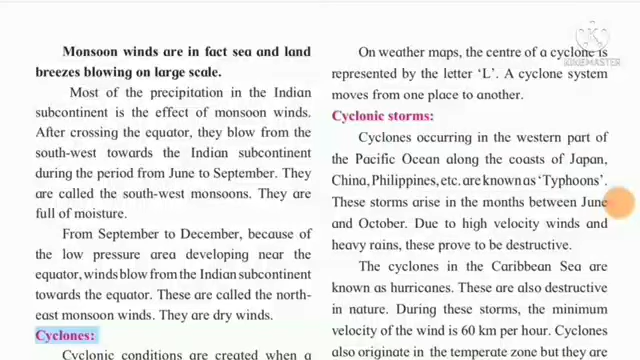 Monsoon winds are in fact sea and land
breezes blowing on large scale.
Most of the precipitation in the Indian
subcontinent is the effect of monsoon winds.
After crossing the equator, they blow from the
south-west towards the Indian subcontinent
during the period from June to September. They
are called the south-west monsoons. They are
full of moisture.
From September to December, because of
the low pressure area developing near the
equator, winds blow from the Indian subcontinent
towards the equator. These are called the north-
east monsoon winds. They are dry winds.
Cyclones:
Cyclonic conditions are created when a
On weather maps, the centre of a cyclone is
represented by the letter ‘L’. A cyclone system
moves from one place to another.
Cyclonic storms:
Cyclones occurring in the western part of
the Pacific Ocean along the coasts of Japan,
China, Philippines, etc. are known as ‘Typhoons’.
These storms arise in the months between June
and October. Due to high velocity winds and
heavy rains, these prove to be destructive.
The cyclones in the Caribbean Sea are
known as hurricanes. These are also destructive
in nature. During these storms, the minimum
velocity of the wind is 60 km per hour. Cyclones
also originate in the temperate zone but they are
KINEMASTER